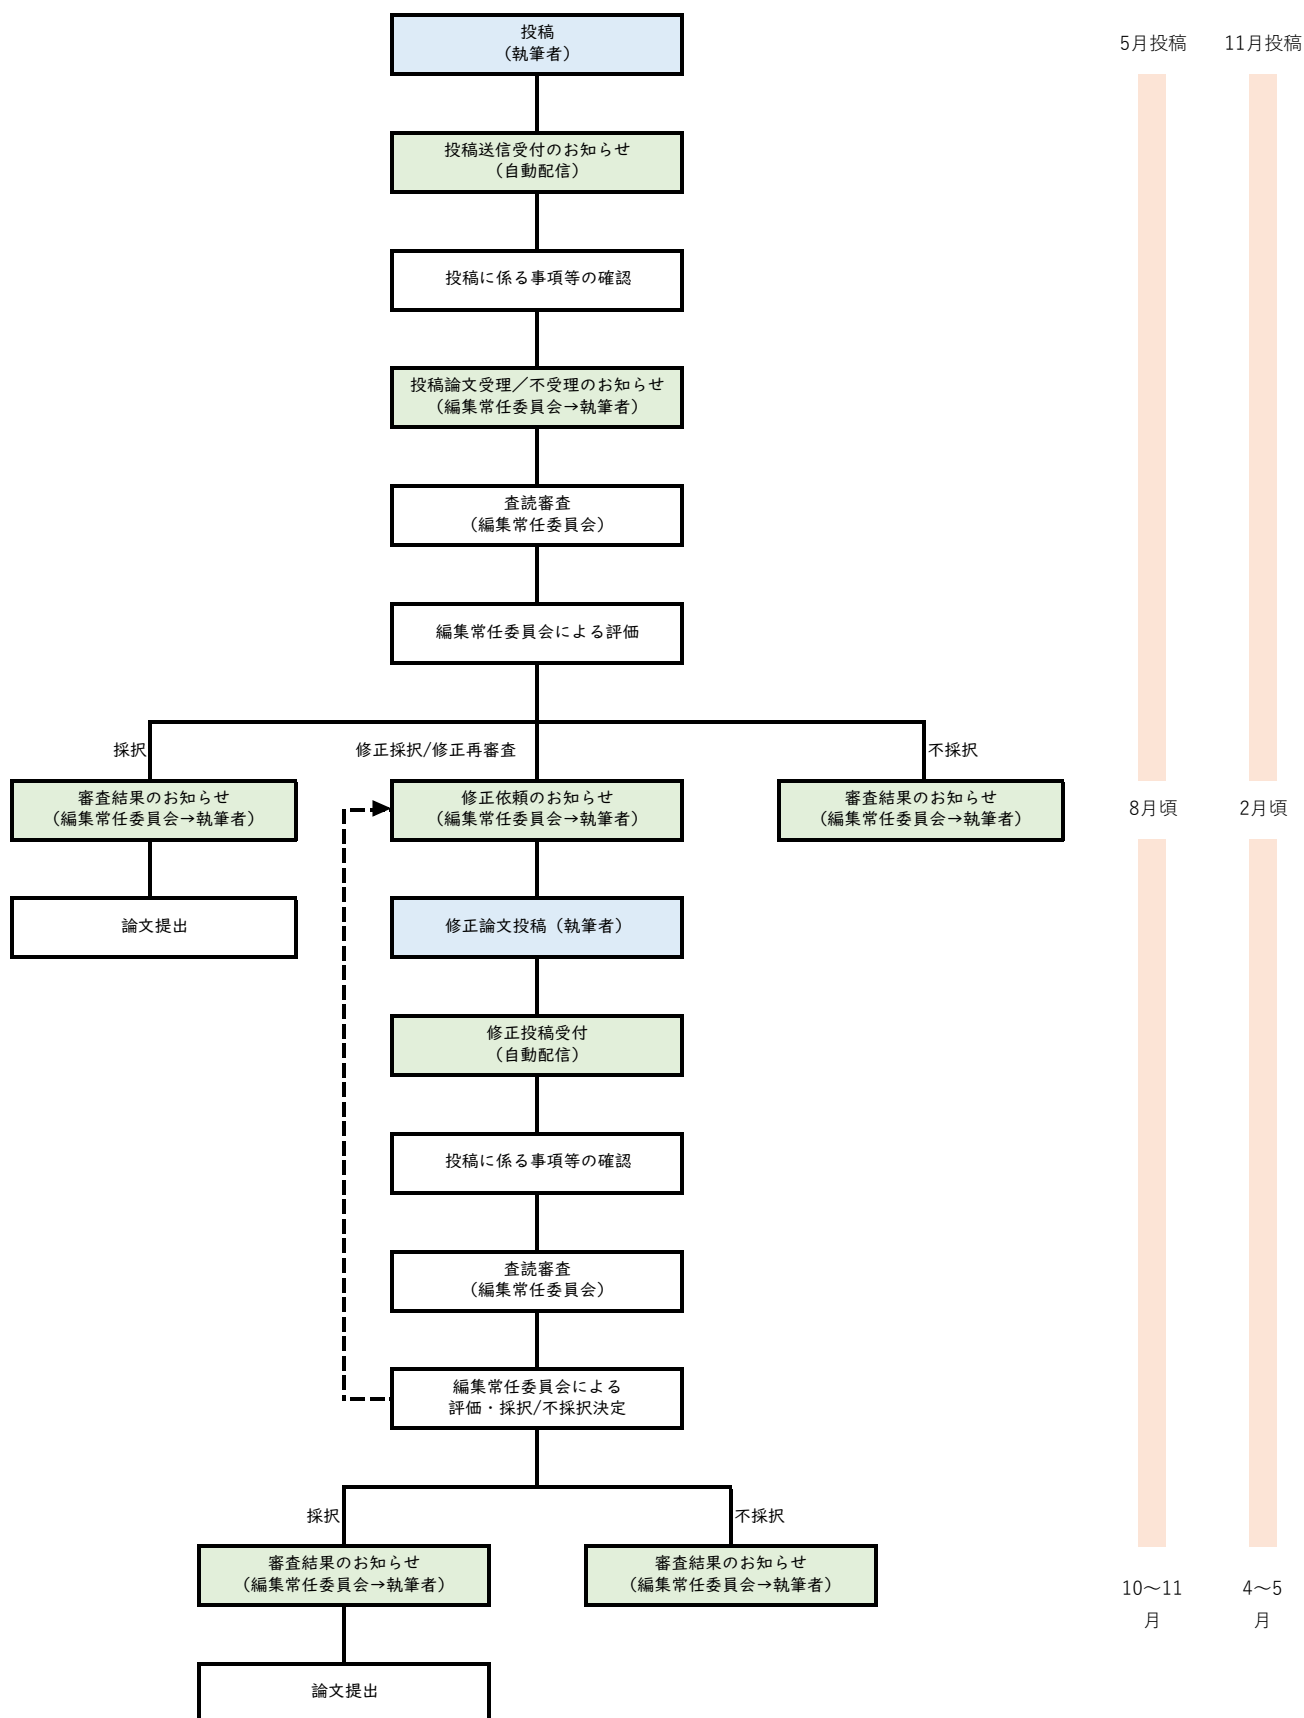 投稿
（執筆者）
5月投稿
11月投稿
投稿送信受付のお知らせ
（自動配信）
投稿に係る事項等の確認
投稿論文受理／不受理のお知らせ
（編集常任委員会→執筆者）
査読審査
（編集常任委員会）
編集常任委員会による評価
採択
修正採択/修正再審査
不採択
審査結果のお知らせ
（編集常任委員会→執筆者）
修正依頼のお知らせ
（編集常任委員会→執筆者）
審査結果のお知らせ
（編集常任委員会→執筆者）
8月頃
2月頃
論文提出
修正論文投稿（執筆者）
修正投稿受付
（自動配信）
投稿に係る事項等の確認
査読審査
（編集常任委員会）
編集常任委員会による
評価・採択/不採択決定
採択
不採択
審査結果のお知らせ
（編集常任委員会→執筆者）
審査結果のお知らせ
（編集常任委員会→執筆者）
10～11
月
4～5
月
論文提出